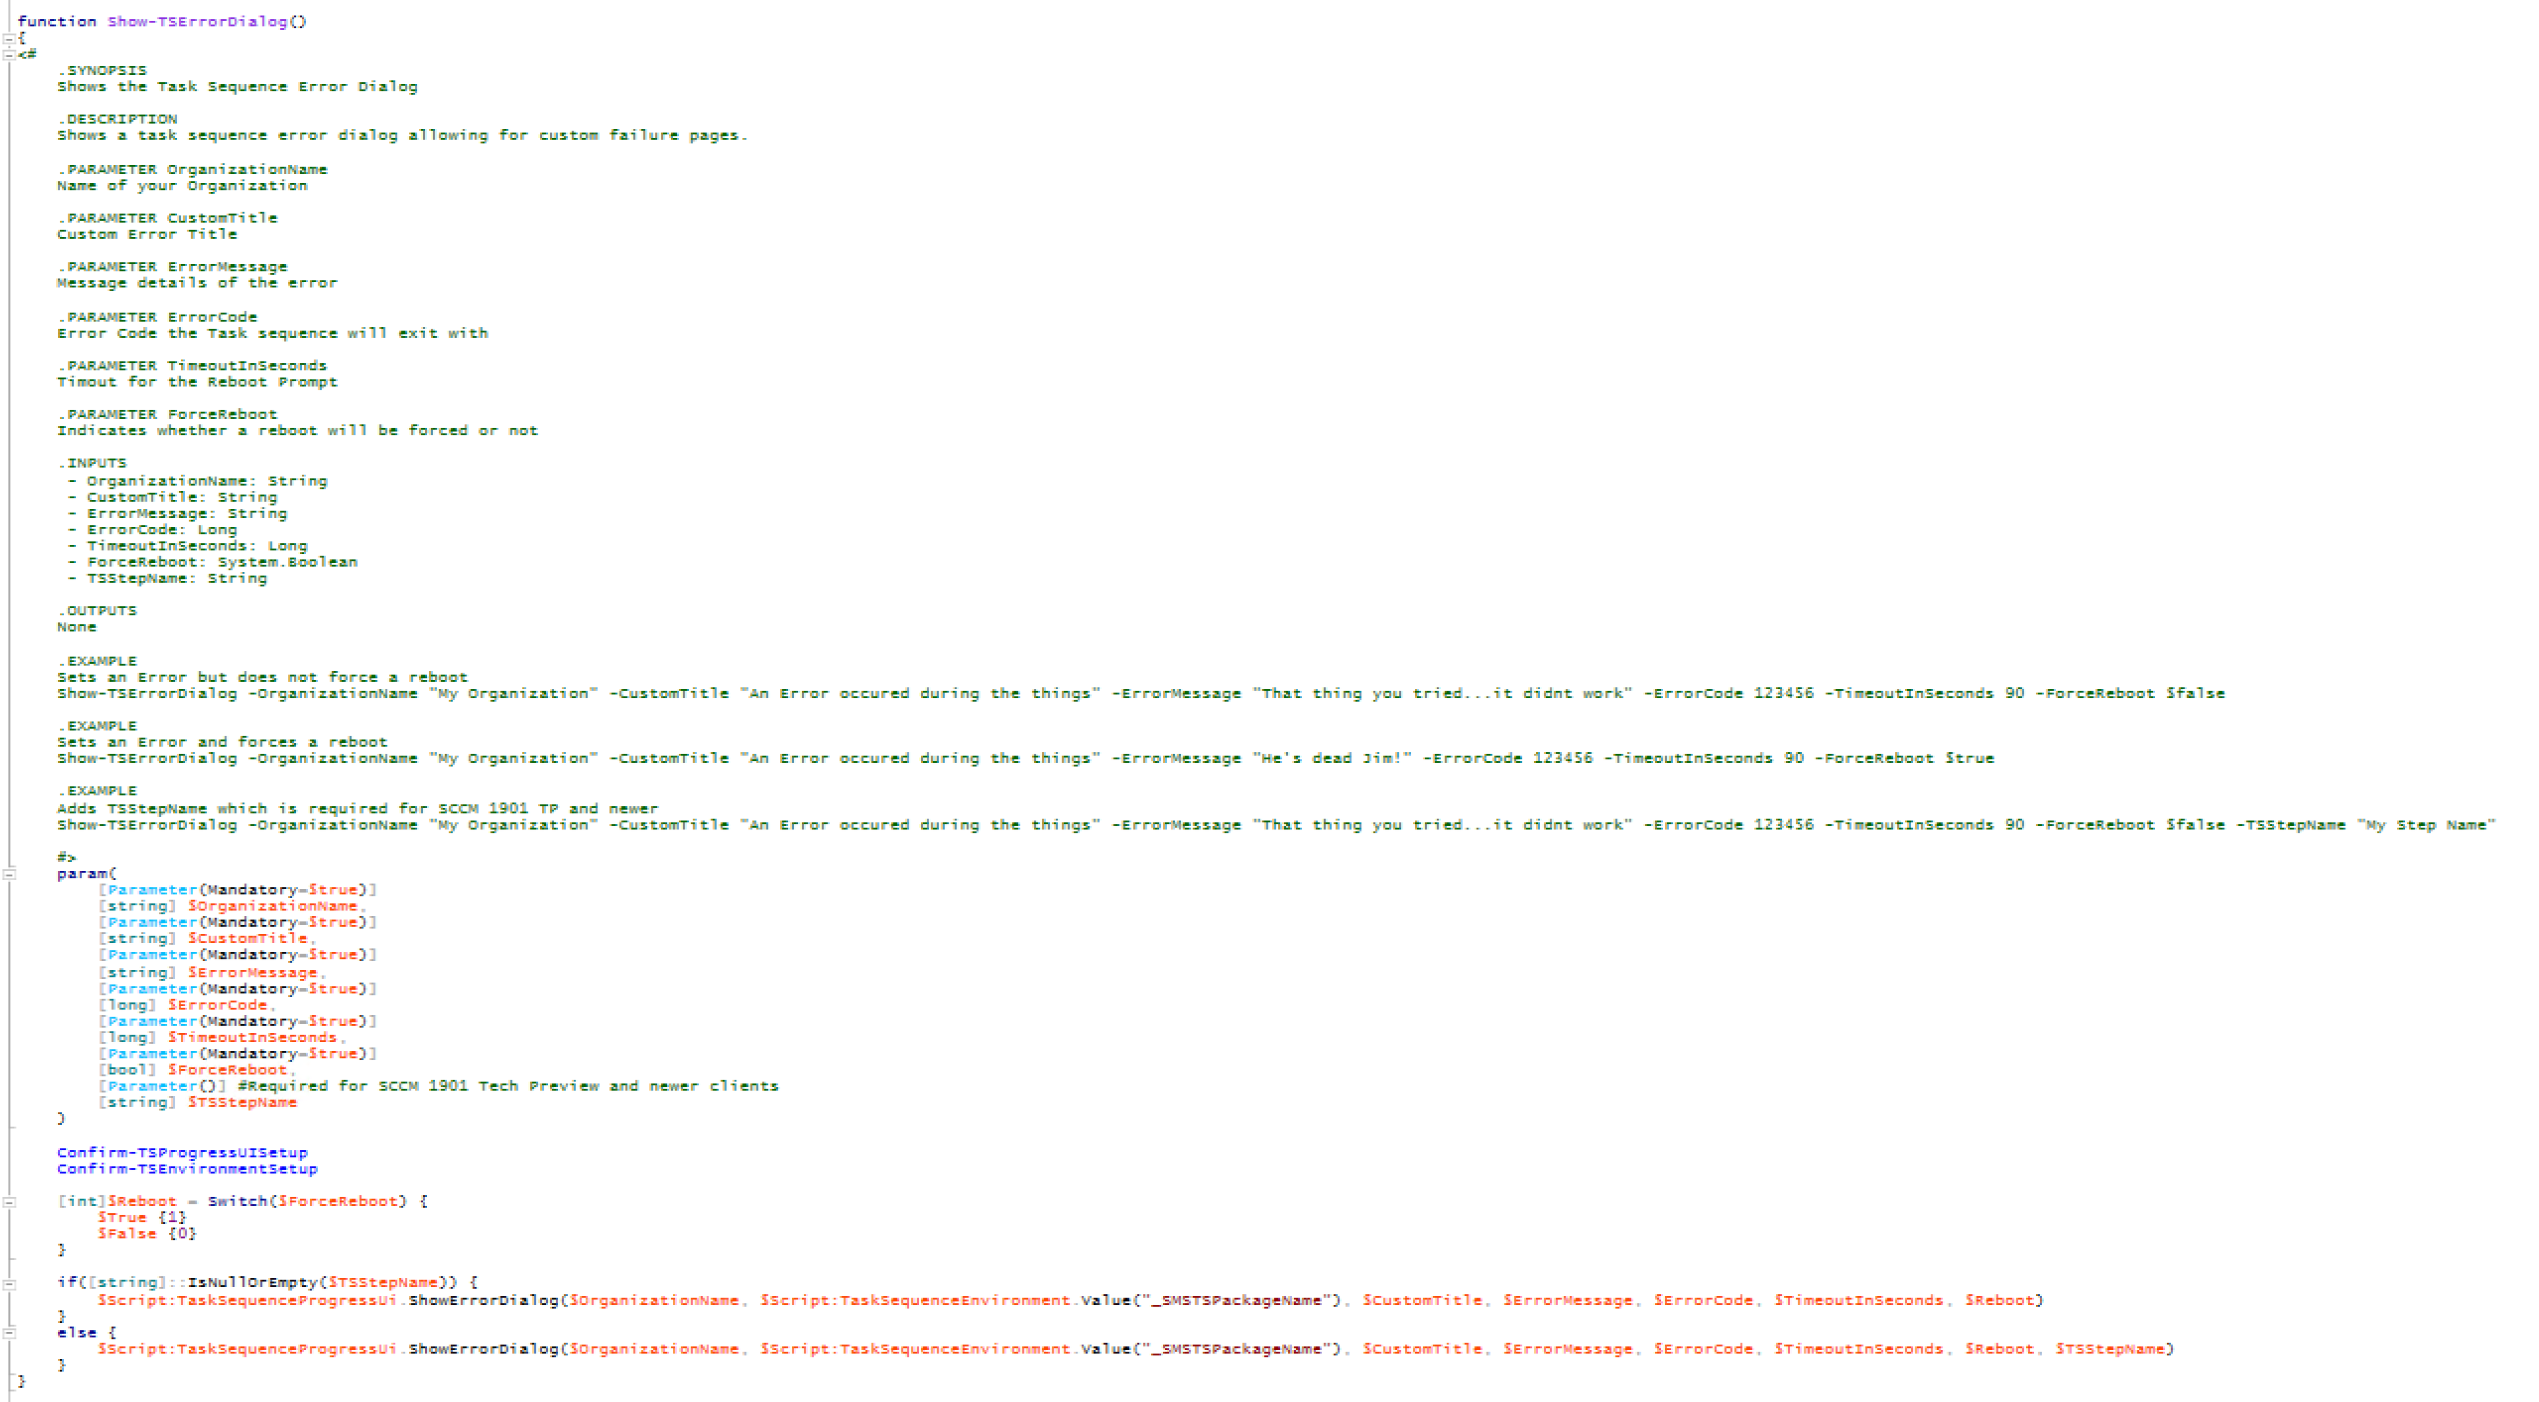 function Show-TSErrorDialog()
{
<#
.SYNOPSIS
Shows the Task Sequence Error Dialog
.DESCRIPTION
Shows a task sequence error dialog allowing for custom failure pages.
.PARAMETER OrganizationName
Name of your Organization
.PARAMETER CustomTitle
Custom Error Title
.PARAMETER ErrorMessage
Message details of the error
.PARAMETER ErrorCode
Error Code the Task sequence will exit with
.PARAMETER TimeoutInSeconds
Timout for the Reboot Prompt
.PARAMETER ForceReboot
Indicates whether a reboot will be forced or not
.INPUTS
- OrganizationName: String
- CustomTitle: String
- ErrorMessage: String
- ErrorCode: Long
- TimeoutInSeconds: Long
- ForceReboot: System.Boolean
- TSStepName: String
.OUTPUTS
None
.EXAMPLE
Sets an Error but does not force a reboot
Show-TSErrorDialog -OrganizationName "My Organization" -CustomTitle "An Error occured during the things" -ErrorMessage "That thing you tried...it didnt work" -ErrorCode 123456 -TimeoutInSeconds 90 -ForceReboot $false
.EXAMPLE
Sets an Error and forces a reboot
Show-TSErrorDialog -OrganizationName "My Organization" -CustomTitle "An Error occured during the things" -ErrorMessage "He's dead Jim!" -ErrorCode 123456 -TimeoutInSeconds 90 -ForceReboot $true
.EXAMPLE
Adds TSStepName which is required for SCCM 1901 TP and newer
Show-TSErrorDialog -OrganizationName "My Organization" -CustomTitle "An Error occured during the things" -ErrorMessage "That thing you tried...it didnt work" -ErrorCode 123456 -TimeoutInSeconds 90 -ForceReboot $false -TSStepName "My Step Name"
#>
param(
[Parameter(Mandatory=$true)]
[string] $OrganizationName,
[Parameter(Mandatory=$true)]
[string] $CustomTitle,
[Parameter(Mandatory=$true)]
[string] $ErrorMessage,
[Parameter(Mandatory=$true)]
[long] $ErrorCode,
[Parameter(Mandatory=$true)]
[long] $TimeoutInSeconds,
[Parameter(Mandatory=$true)]
[bool] $ForceReboot,
[Parameter()] #Required for SCCM 1901 Tech Preview and newer clients
[string] $TSStepName
)
Confirm-TSProgressUISetup
Confirm-TSEnvironmentSetup
[int]$Reboot = Switch($ForceReboot) {
$True {1}
$False {0}
}
if([string]::IsNullOrEmpty($TSStepName)) {
$Script:TaskSequenceProgressUi.ShowErrorDialog($OrganizationName, $Script:TaskSequenceEnvironment.Value("_SMSTSPackageName"), $CustomTitle, $ErrorMessage, $ErrorCode, $TimeoutInSeconds, $Reboot)
}
else {
$Script:TaskSequenceProgressUi.ShowErrorDialog($OrganizationName, $Script:TaskSequenceEnvironment.Value("_SMSTSPackageName"), $CustomTitle, $ErrorMessage, $ErrorCode, $TimeoutInSeconds, $Reboot, $TSStepName)
}
}